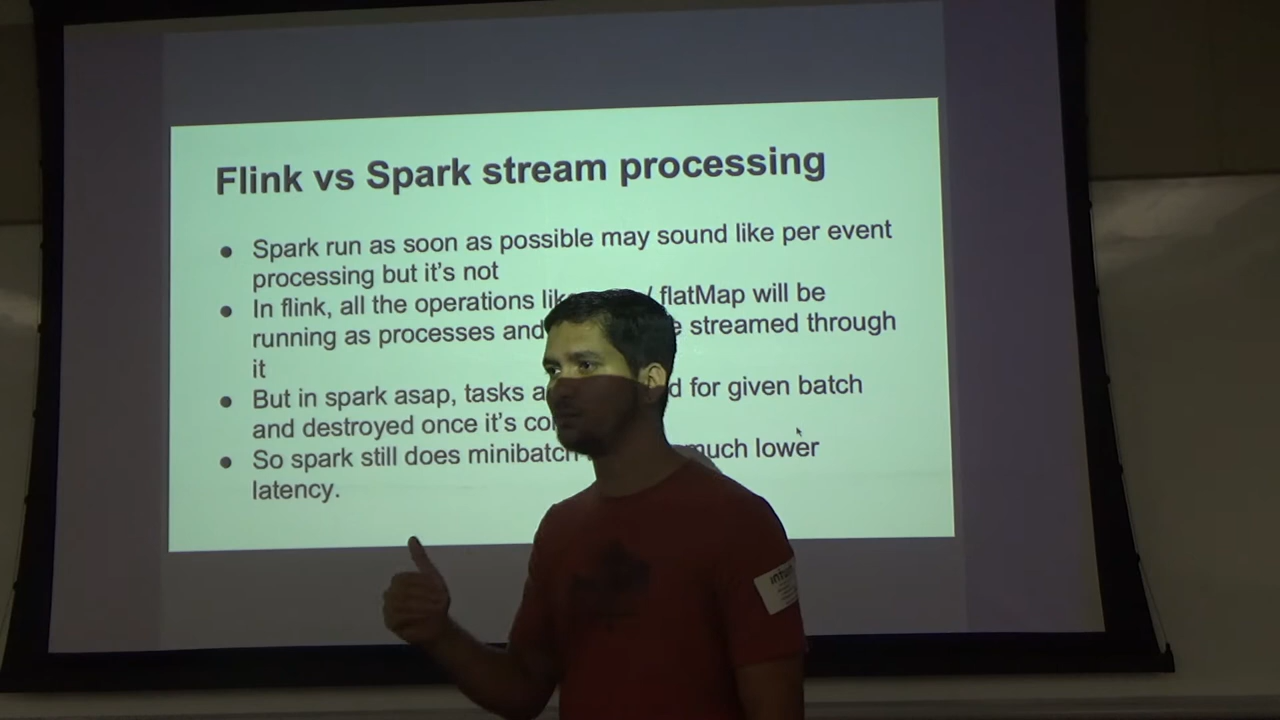 Flink vs Spark stream processing
● Spark run as soon as possible may sound like per event
processing but it's not
● In flink, all the operations / flatMap will be
running as processes and streamed through
it
● But in spark asap, tasks for given batch
and destroyed once it's
● So spark still does minibatch much lower
latency.